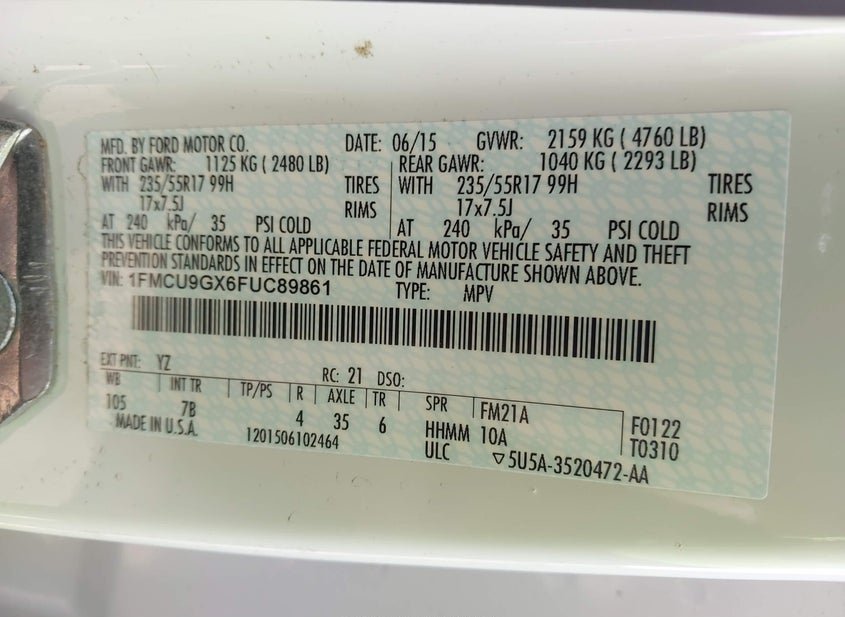 MFD. BY FORD MOTOR CO. DATE: 06/15 GVWR: 2159 KG ( 4760 LB)
FRONT GAWR: 1125 KG ( 2480 LB) REAR GAWR: 1040 KG ( 2293 LB)
WITH 235/55R17 99H TIRES WITH 235/55R17 99H TIRES
17x7.5J RIMS 17x7.5J RIMS
AT 240 kPa/ 35 PSI COLD AT 240 kPa/ 35 PSI COLD
THIS VEHICLE CONFORMS TO ALL APPLICABLE FEDERAL MOTOR VEHICLE SAFETY AND THEFT
PREVENTION STANDARDS IN EFFECT ON THE DATE OF MANUFACTURE SHOWN ABOVE.
VIN: 1FMCU9GX6FUC89861 TYPE: MPV
EXT PNT: YZ RC: 21 DSO:
WB INT TR TP/PS R AXLE TR SPR FM21A F0122
105 7B 4 35 6 HHMM 10A T0310
MADE IN U.S.A. 1201506102464 ULC ▽5U5A-3520472-AA